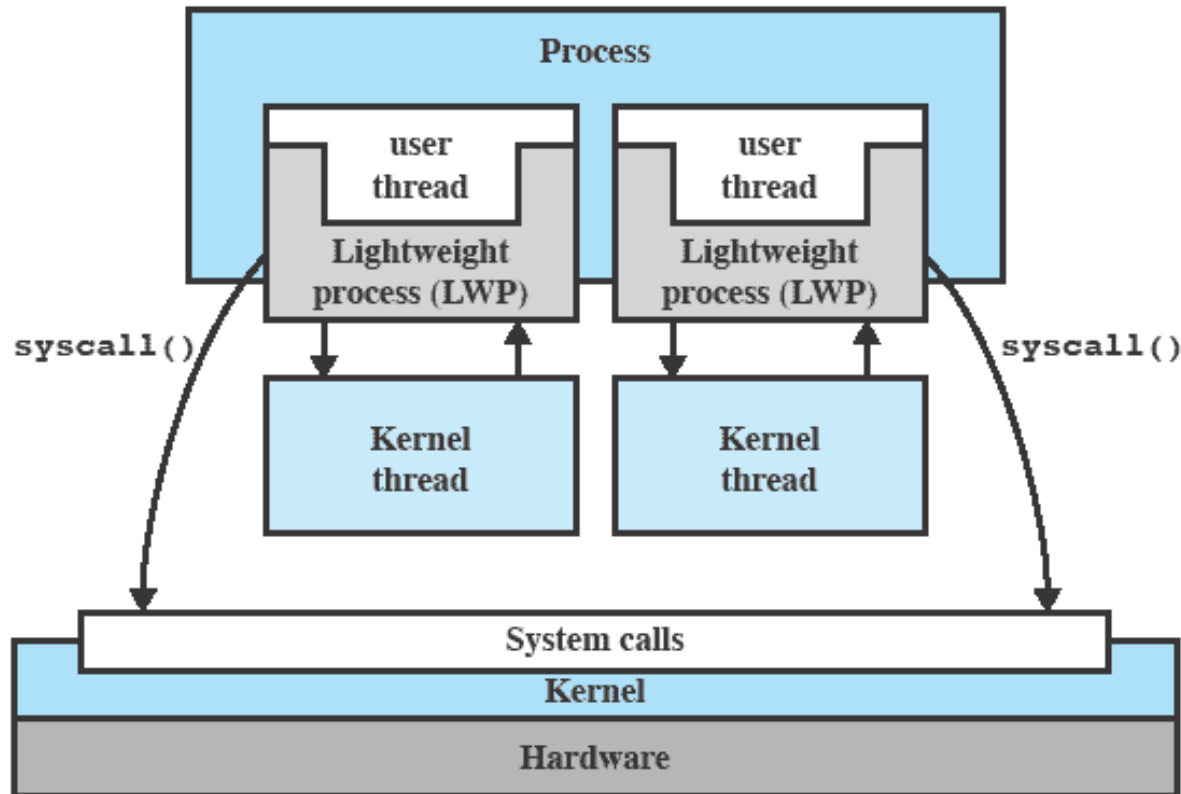 Process
user
thread
user
thread
Lightweight
process (LWP)
Lightweight
process (LWP)
syscall()
syscall()
Kernel
thread
Kernel
thread
System calls
Kernel
Hardware